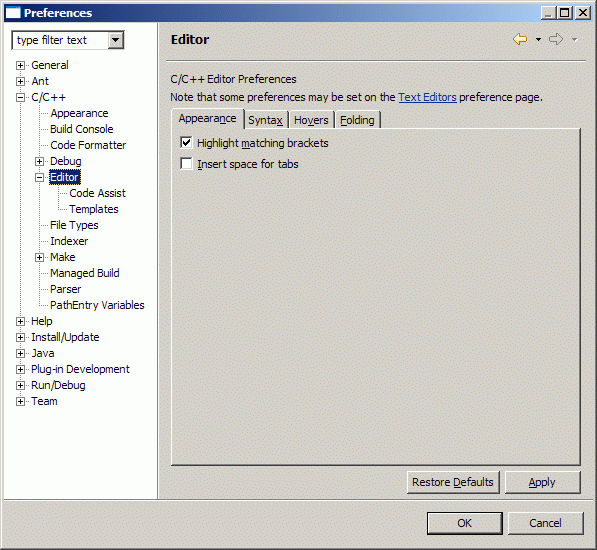 Preferences
type filter text
General
Ant
C/C++
Appearance
Build Console
Code Formatter
Debug
Editor
Code Assist
Templates
File Types
Indexer
Make
Managed Build
Parser
PathEntry Variables
Help
Install/Update
Java
Plug-in Development
Run/Debug
Team
Editor
C/C++ Editor Preferences
Note that some preferences may be set on the Text Editors preference page.
Appearance Syntax Hovers Folding
Highlight matching brackets
Insert space for tabs
Restore Defaults Apply
OK Cancel